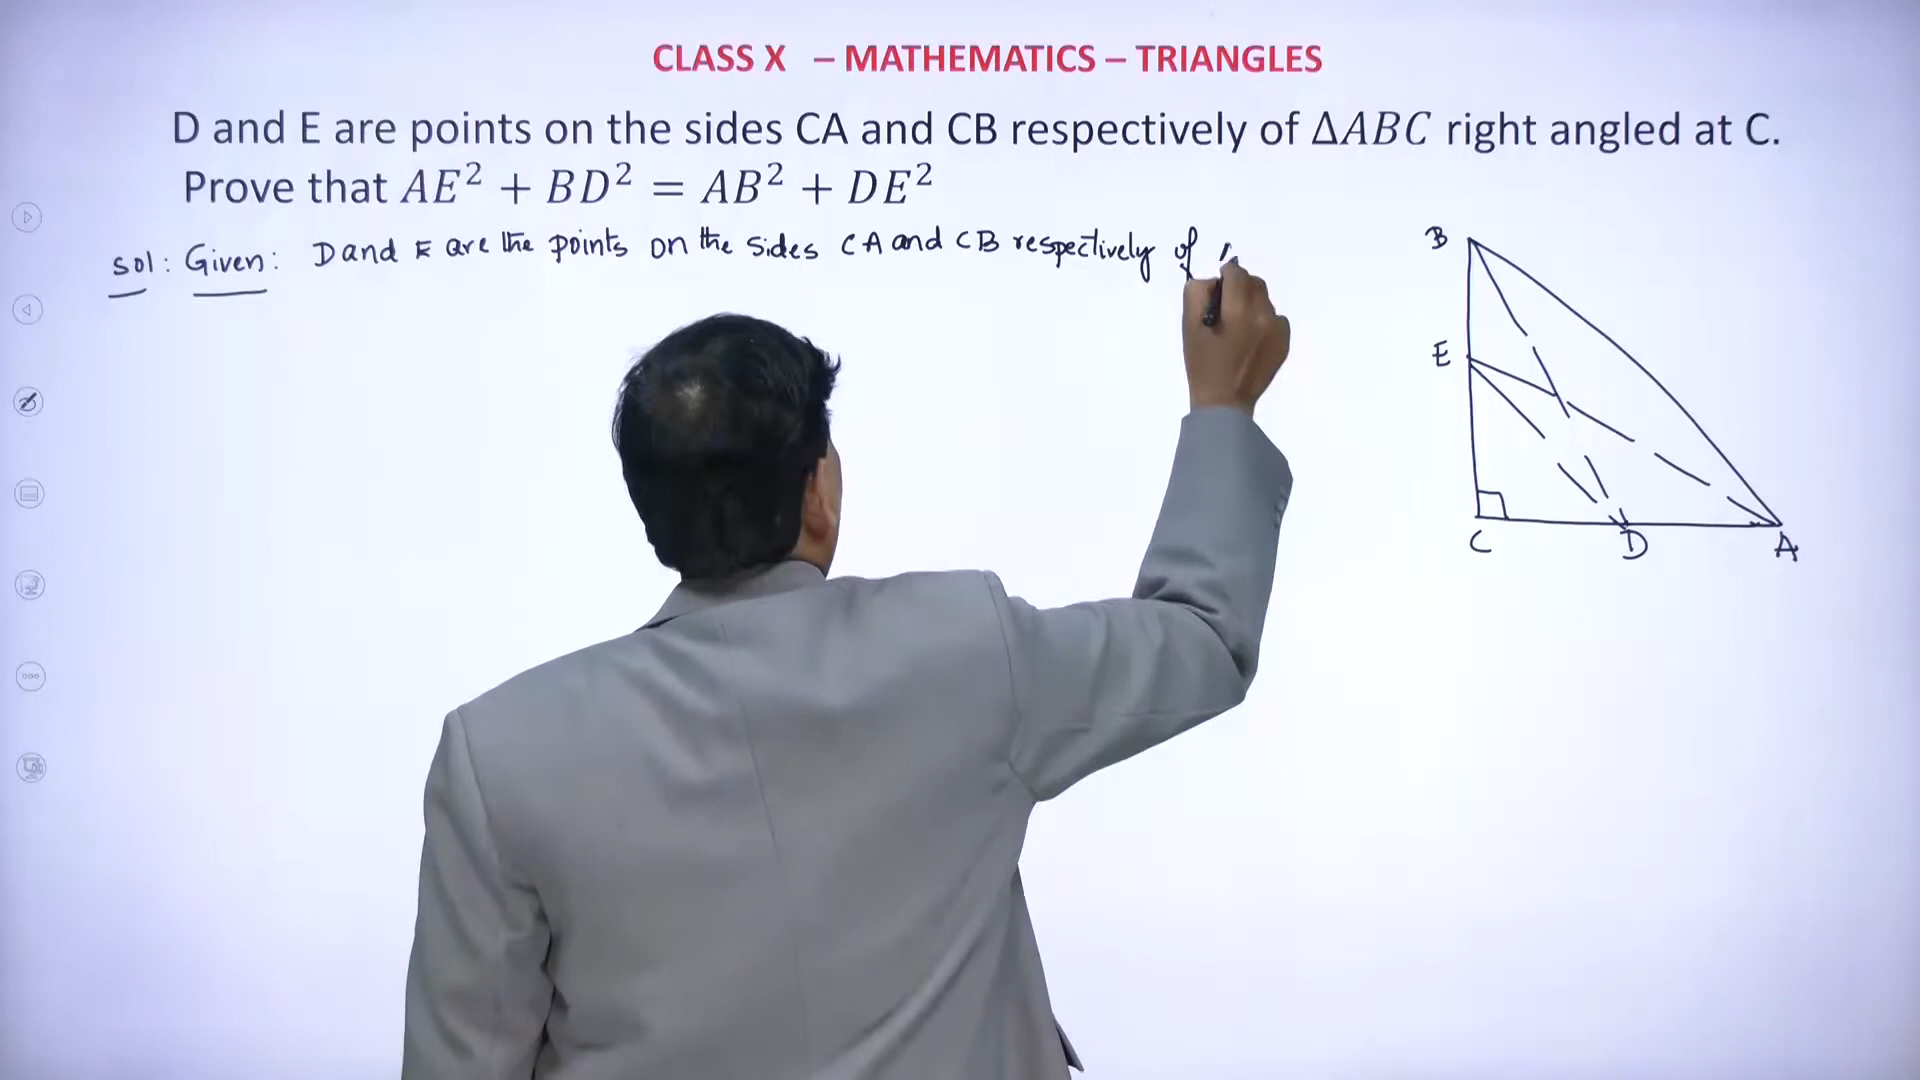 CLASS X – MATHEMATICS – TRIANGLES
D and E are points on the sides CA and CB respectively of ΔABC right angled at C.
Prove that AE² + BD² = AB² + DE²
Sol: Given: D and E are the points on the sides CA and CB respectively of
B
E
C
D
A